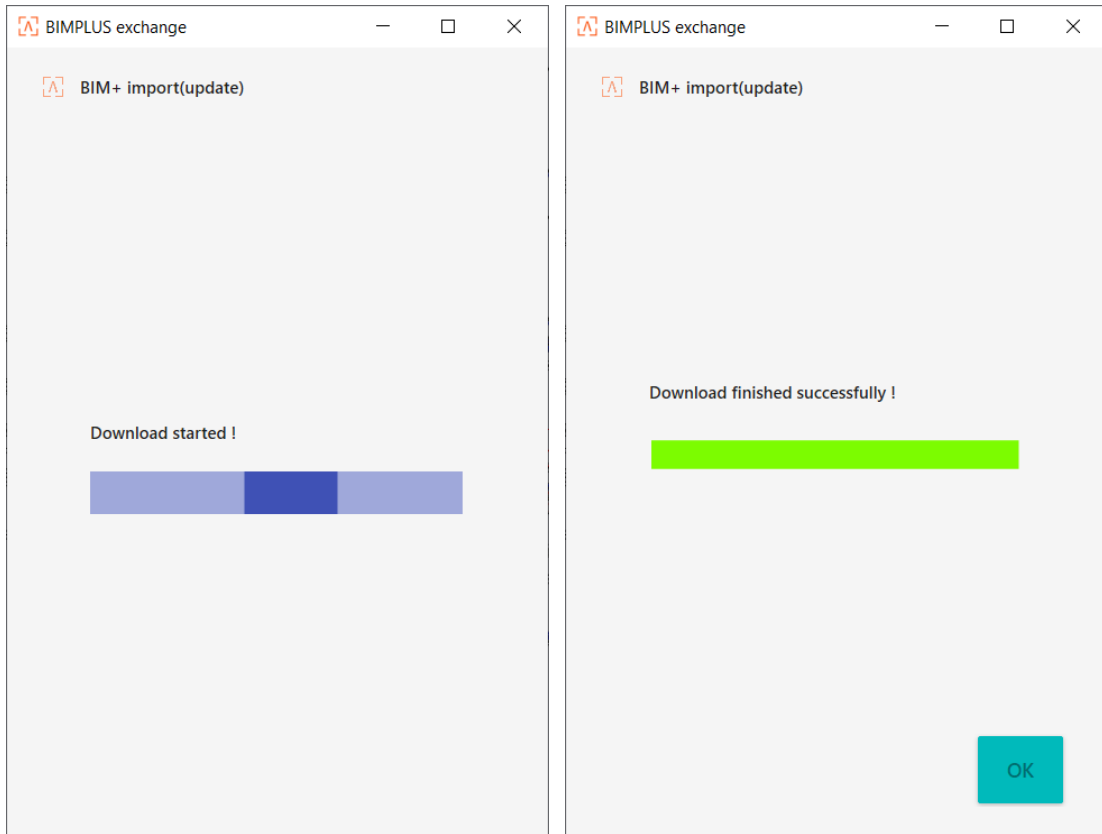 BIMPLUS exchange
BIM+ import(update)
Download started !
BIMPLUS exchange
BIM+ import(update)
Download finished successfully !
OK